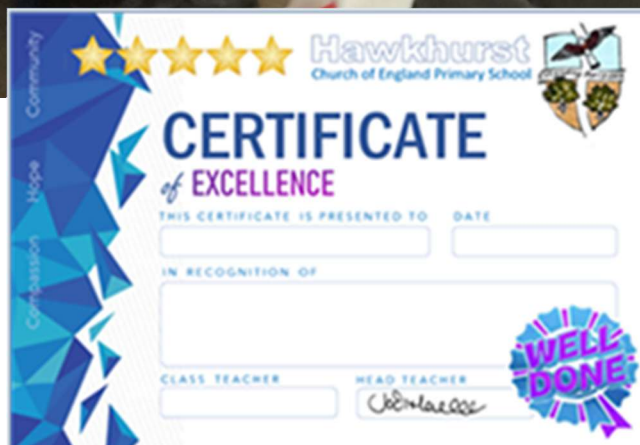 Hawkhurst
Church of England Primary School
Community
Hope
Compassion
CERTIFICATE
of EXCELLENCE
THIS CERTIFICATE IS PRESENTED TO
DATE
IN RECOGNITION OF
CLASS TEACHER
HEAD TEACHER
WELL
DONE